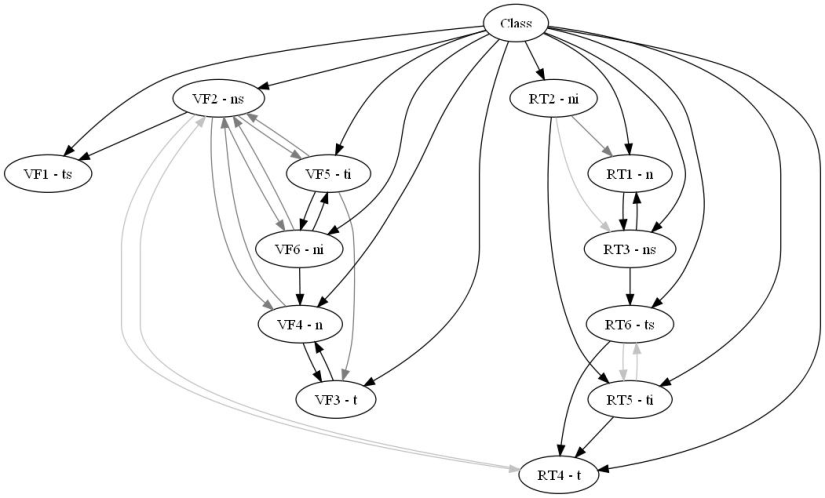 Class
VF2 - ns
RT2 - ni
VF1 - ts
VF5 - ti
RT1 - n
VF6 - ni
RT3 - ns
VF4 - n
RT6 - ts
VF3 - t
RT5 - ti
RT4 - t